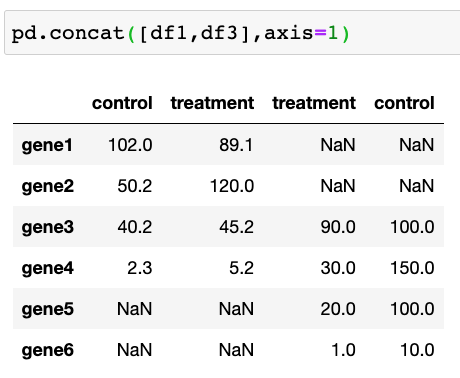 pd.concat([df1,df3],axis=1)
control treatment treatment control
gene1 102.0 89.1 NaN NaN
gene2 50.2 120.0 NaN NaN
gene3 40.2 45.2 90.0 100.0
gene4 2.3 5.2 30.0 150.0
gene5 NaN NaN 20.0 100.0
gene6 NaN NaN 1.0 10.0